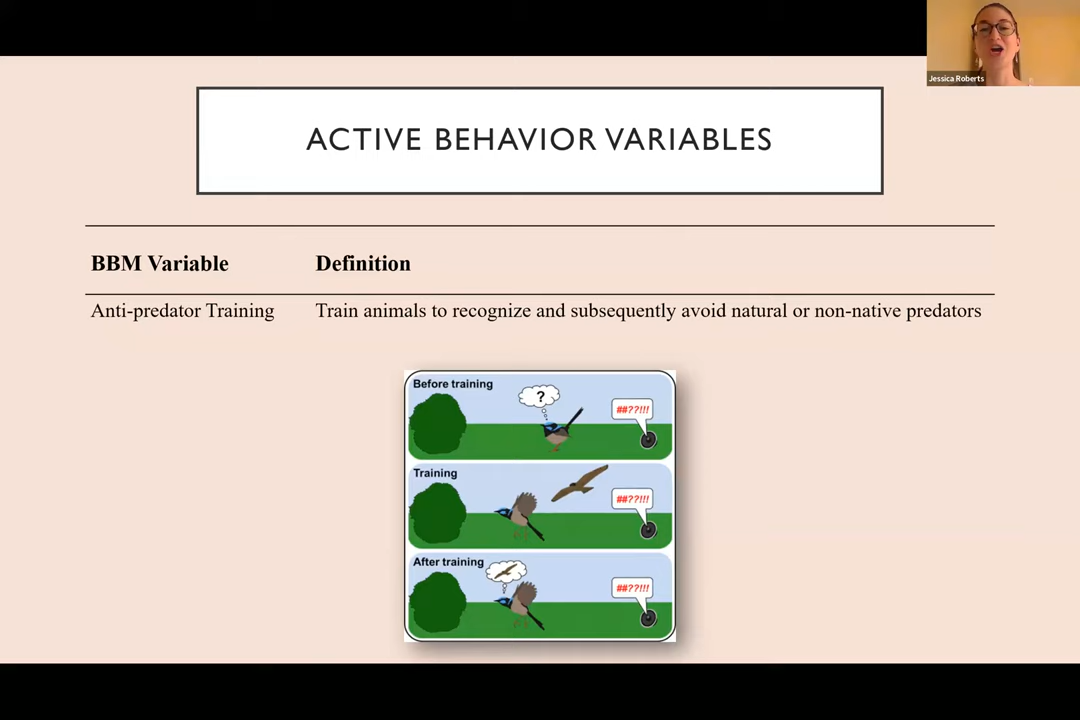 Jessica Roberts
ACTIVE BEHAVIOR VARIABLES
BBM Variable Definition
Anti-predator Training Train animals to recognize and subsequently avoid natural or non-native predators
Before training
?
##??!!!
Training
##??!!!
After training
##??!!!